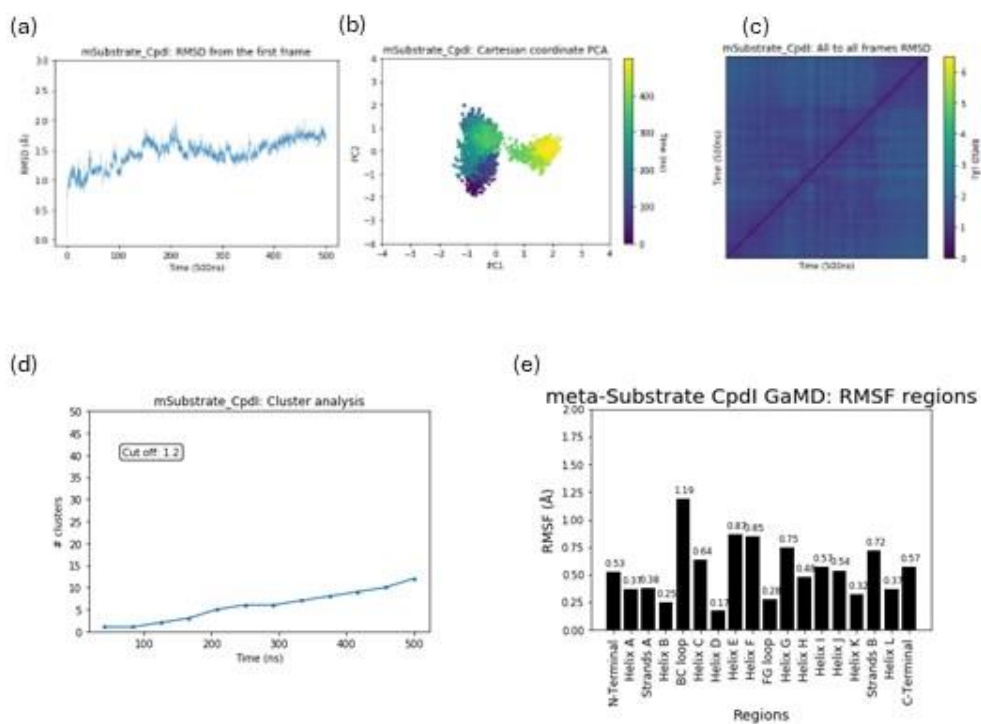 (a)
mSubstrate_CpdI: RMSD from the first frame
RMSD (Å)
3.0
2.5
2.0
1.5
1.0
0.5
0.0
0
100
200
300
400
500
Time (500ns)
(b)
mSubstrate_CpdI: Cartesian coordinate PCA
PC2
4
3
2
1
0
-1
-2
-3
-4
-4
-3
-2
-1
0
1
2
3
4
PC1
400
300
200
100
0
Time (ns)
(c)
mSubstrate_CpdI: All to all frames RMSD
Time (500ns)
Time (500ns)
6
5
4
3
2
1
0
RMSD (Å)
(d)
mSubstrate_CpdI: Cluster analysis
Cut off: 1.2
# clusters
50
45
40
35
30
25
20
15
10
5
0
100
200
300
400
500
Time (ns)
(e)
meta-Substrate CpdI GaMD: RMSF regions
RMSF (Å)
2.00
1.75
1.50
1.25
1.00
0.75
0.50
0.25
0.00
0.53
0.37
0.38
0.25
1.19
0.64
0.17
0.87
0.85
0.28
0.75
0.48
0.57
0.54
0.32
0.72
0.37
0.57
N-Terminal
Helix A
Strands A
Helix B
BC loop
Helix C
Helix D
Helix E
Helix F
FG loop
Helix G
Helix H
Helix I
Helix J
Helix K
Strands B
Helix L
C-Terminal
Regions